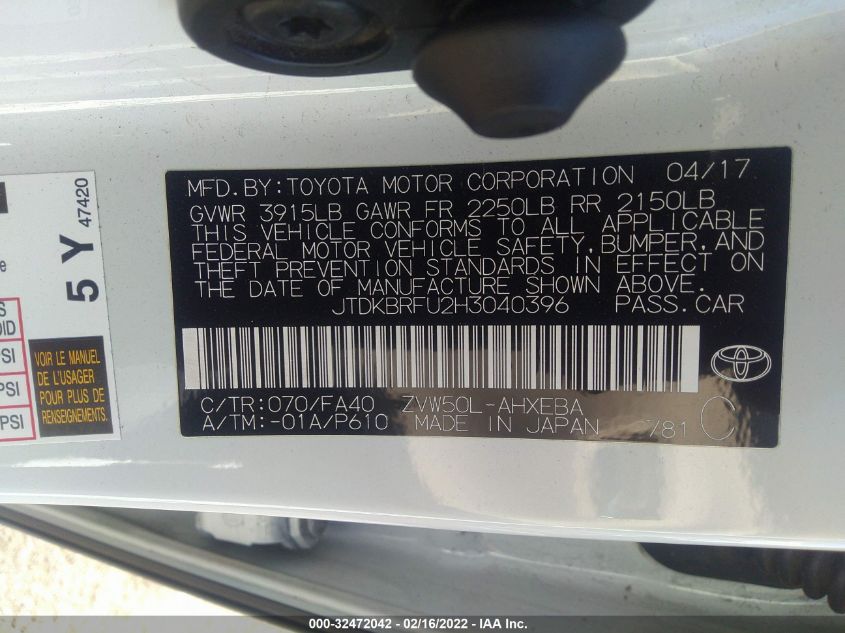 MFD. BY: TOYOTA MOTOR CORPORATION 04/17
GVWR 3915LB GAWR FR 2250LB RR 2150LB
THIS VEHICLE CONFORMS TO ALL APPLICABLE
FEDERAL MOTOR VEHICLE SAFETY, BUMPER, AND
THEFT PREVENTION STANDARDS IN EFFECT ON
THE DATE OF MANUFACTURE SHOWN ABOVE.
JTDKBRFU2H3040396 PASS. CAR
C/TR: 070/FA40 ZVW50L-AHXEBA
A/TM: -01A/P610 MADE IN JAPAN 781 C
5 Y
47420
PSI
PSI
PSI
VOIR LE MANUEL
DE L'USAGER
POUR PLUS DE
RENSEIGNEMENTS.
000-32472042 - 02/16/2022 - IAA Inc.